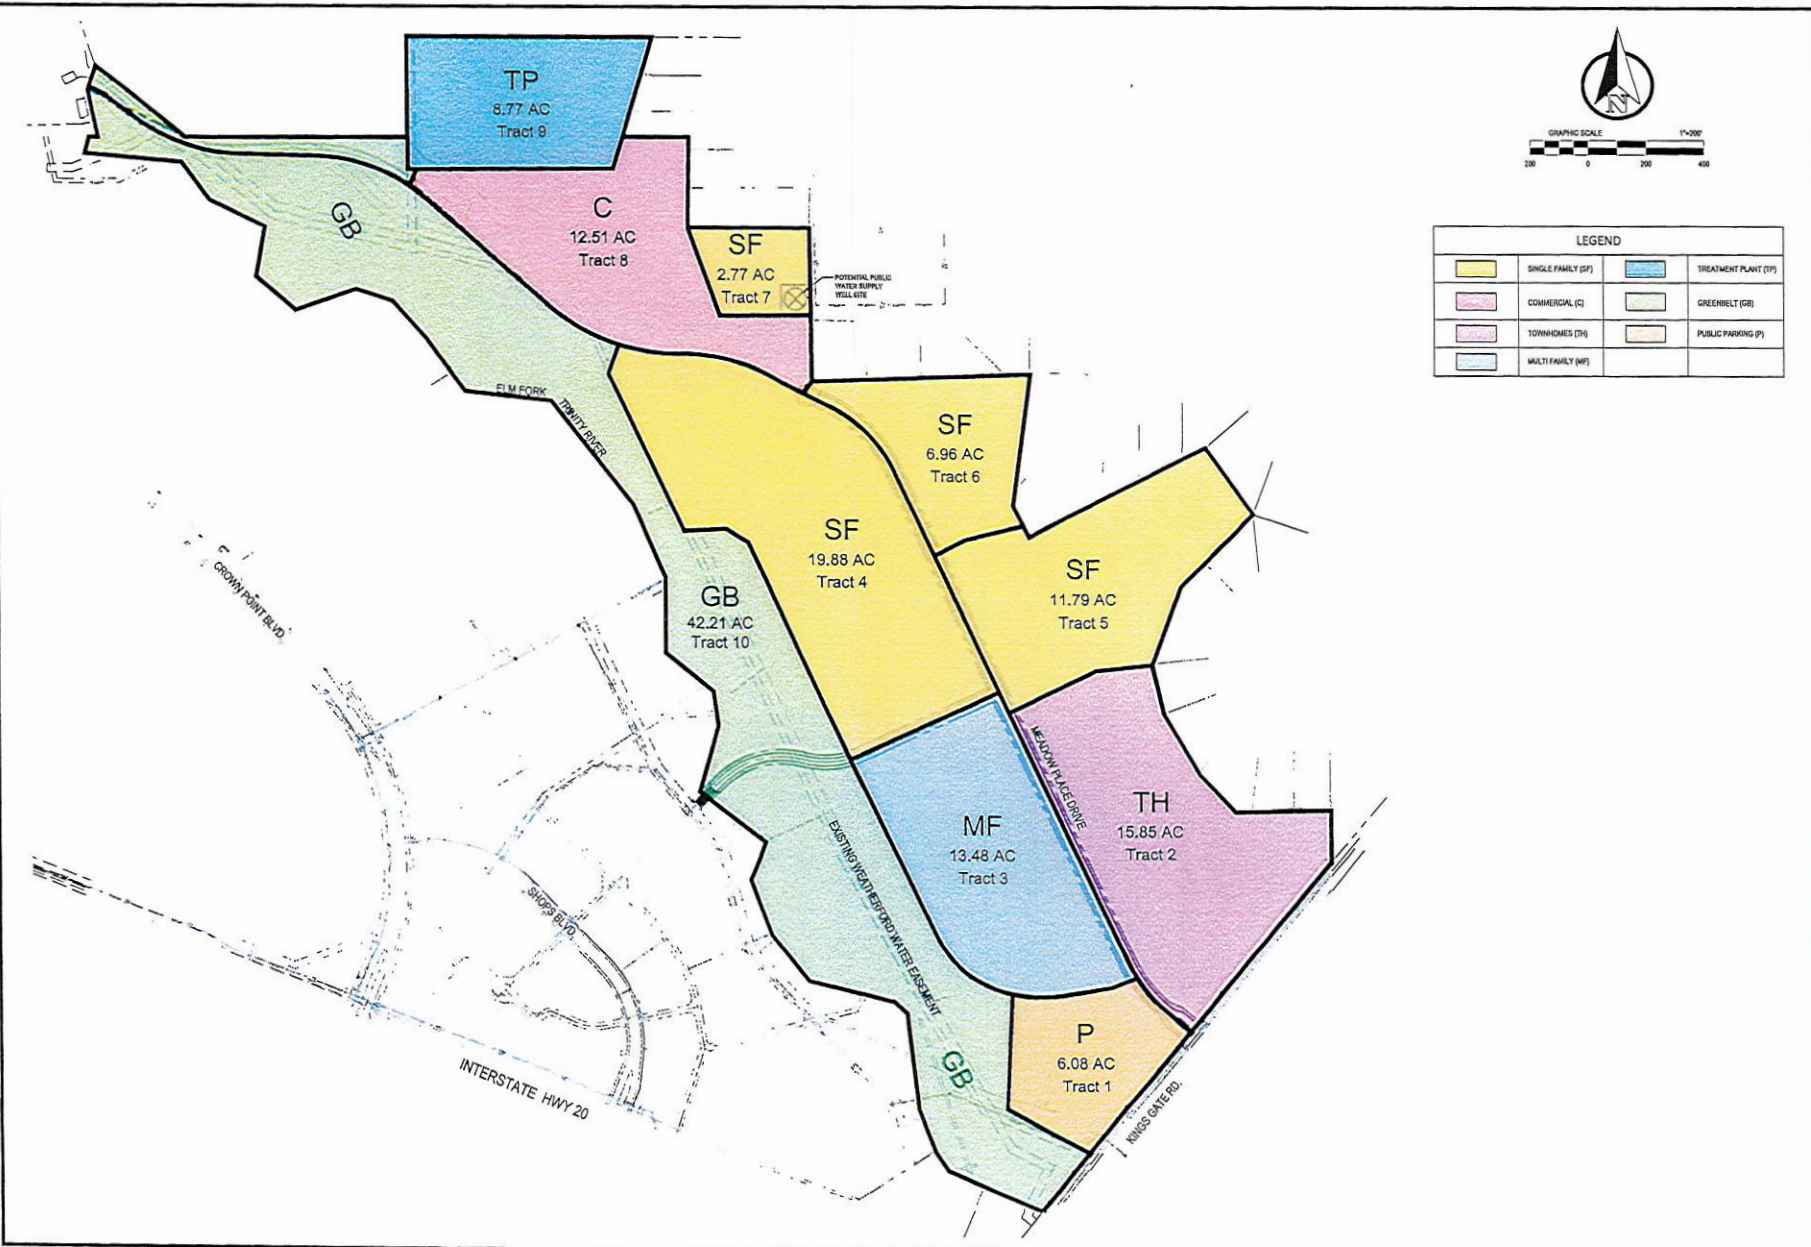 TP
8.77 AC
Tract 9
N
GRAPHIC SCALE 1"=200'
200 0 200 400
GB
C
12.51 AC
Tract 8
SF
2.77 AC
Tract 7
POTENTIAL PUBLIC
WATER SUPPLY
WELL SITE
LEGEND
SINGLE FAMILY (SF)
TREATMENT PLANT (TP)
COMMERCIAL (C)
GREENBELT (GB)
TOWNHOMES (TH)
PUBLIC PARKING (P)
MULTI FAMILY (MF)
ELM FORK
TRINITY RIVER
SF
6.96 AC
Tract 6
SF
19.88 AC
Tract 4
SF
11.79 AC
Tract 5
CROWN POINT BLVD.
GB
42.21 AC
Tract 10
MEADOW PLACE DRIVE
TH
15.85 AC
Tract 2
MF
13.48 AC
Tract 3
EXISTING WEATHERFORD WATER EASEMENT
SHOPS BLVD.
P
6.08 AC
Tract 1
GB
INTERSTATE HWY 20
KINGS GATE RD.